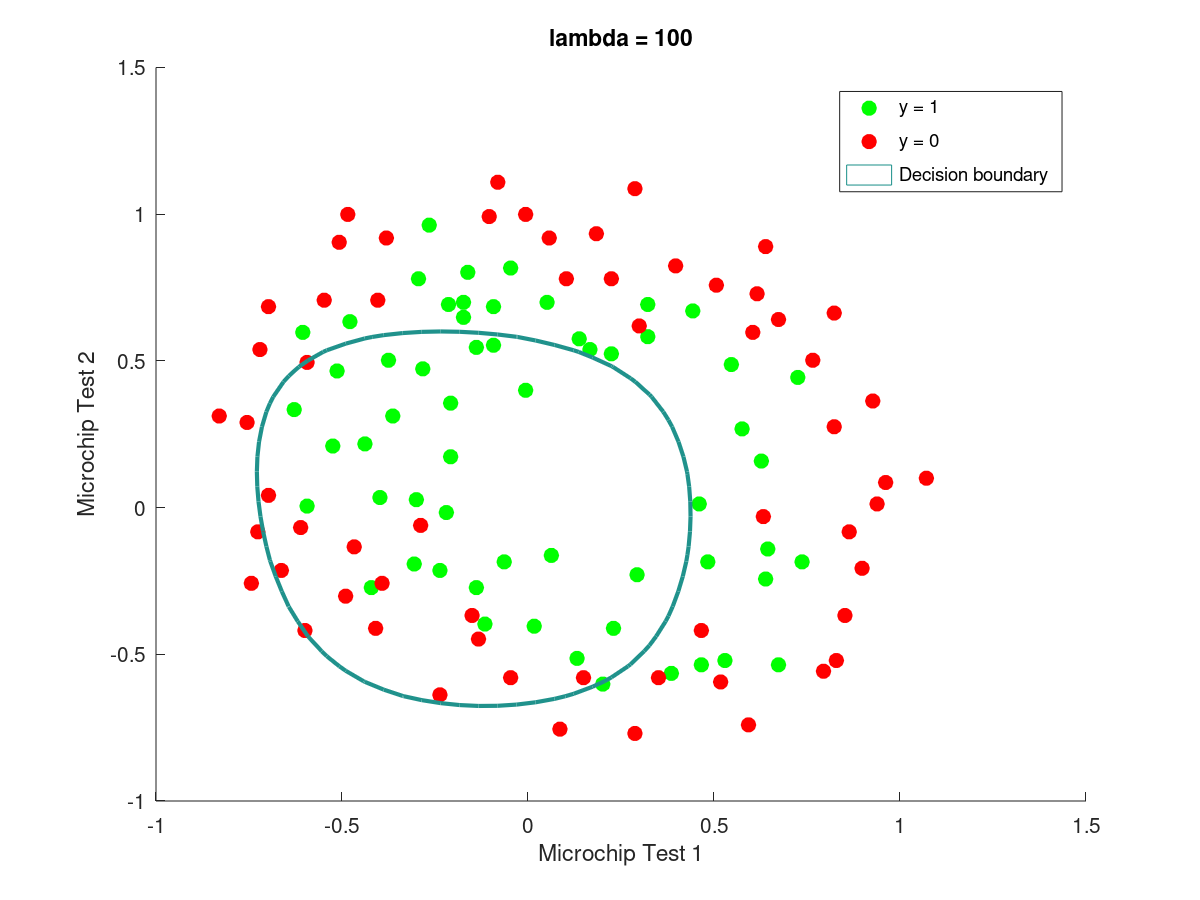 lambda = 100
y = 1
y = 0
Decision boundary
1.5
1
0.5
0
-0.5
-1
Microchip Test 2
-1
-0.5
0
0.5
1
1.5
Microchip Test 1